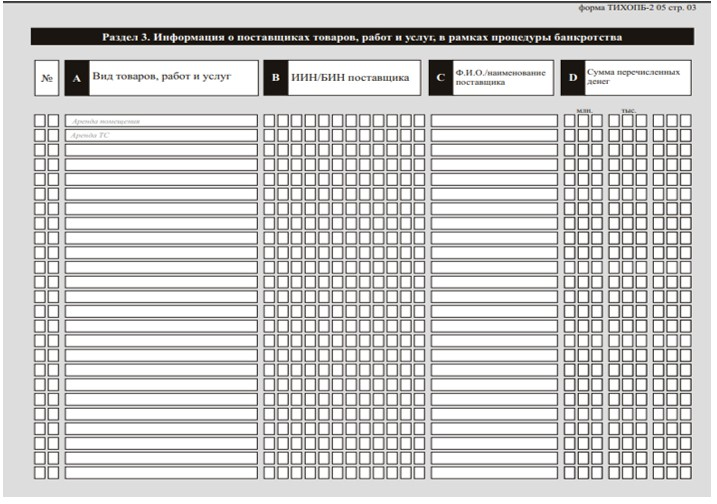 форма ТИХОПБ-2 05 стр. 03
Раздел 3. Информация о поставщиках товаров, работ и услуг, в рамках процедуры банкротства
№
A Вид товаров, работ и услуг
B ИИН/БИН поставщика
C Ф.И.О./наименование
поставщика
D Сумма перечисленных
денег
млн. тыс.
Аренда помещения
Аренда ТС